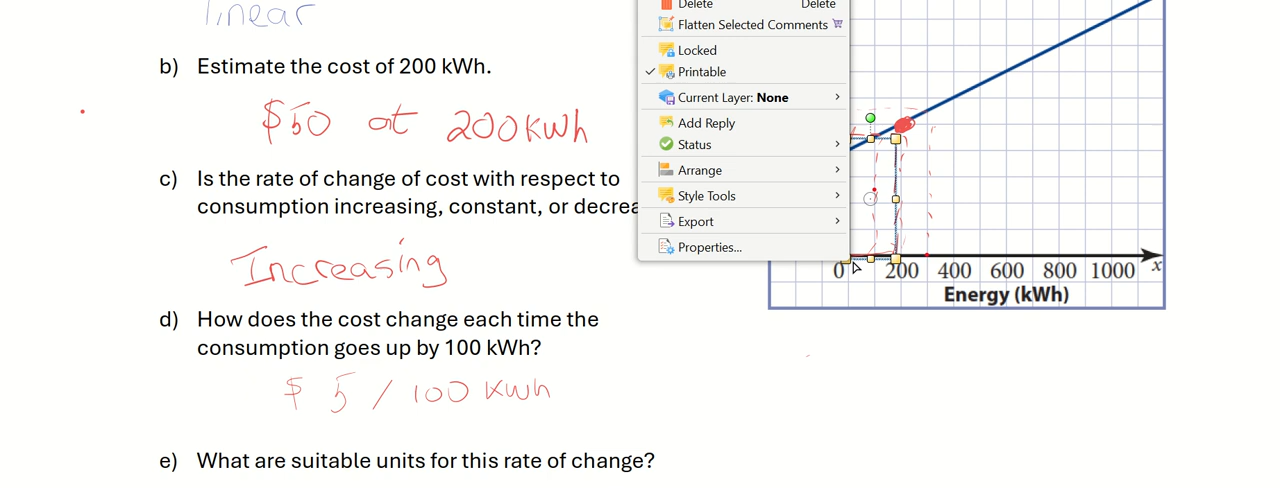 linear
b) Estimate the cost of 200 kWh.
$50 at 200kWh
c) Is the rate of change of cost with respect to
consumption increasing, constant, or decrea
Increasing
d) How does the cost change each time the
consumption goes up by 100 kWh?
$ 5 / 100 kwh
e) What are suitable units for this rate of change?
Delete Delete
Flatten Selected Comments
Locked
Printable
Current Layer: None
Add Reply
Status
Arrange
Style Tools
Export
Properties...
0 200 400 600 800 1000 x
Energy (kWh)